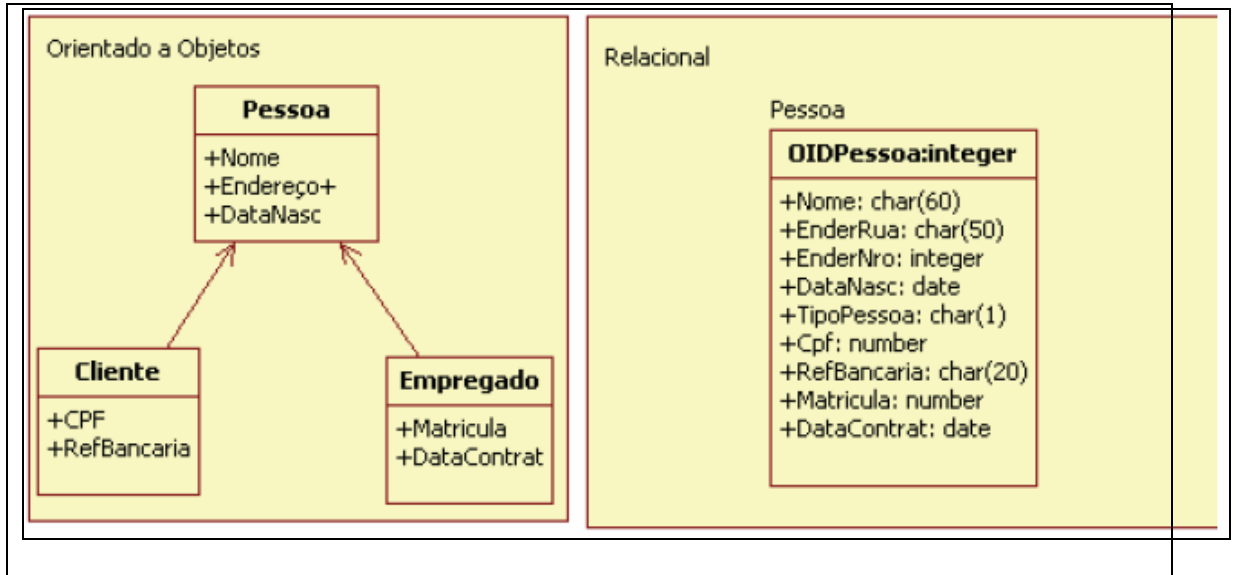 Orientado a Objetos
Pessoa
+Nome
+Endereço+
+DataNasc
Cliente
+CPF
+RefBancaria
Empregado
+Matricula
+DataContrat
Relacional
Pessoa
OIDPessoa:integer
+Nome: char(60)
+EnderRua: char(50)
+EnderNro: integer
+DataNasc: date
+TipoPessoa: char(1)
+Cpf: number
+RefBancaria: char(20)
+Matricula: number
+DataContrat: date